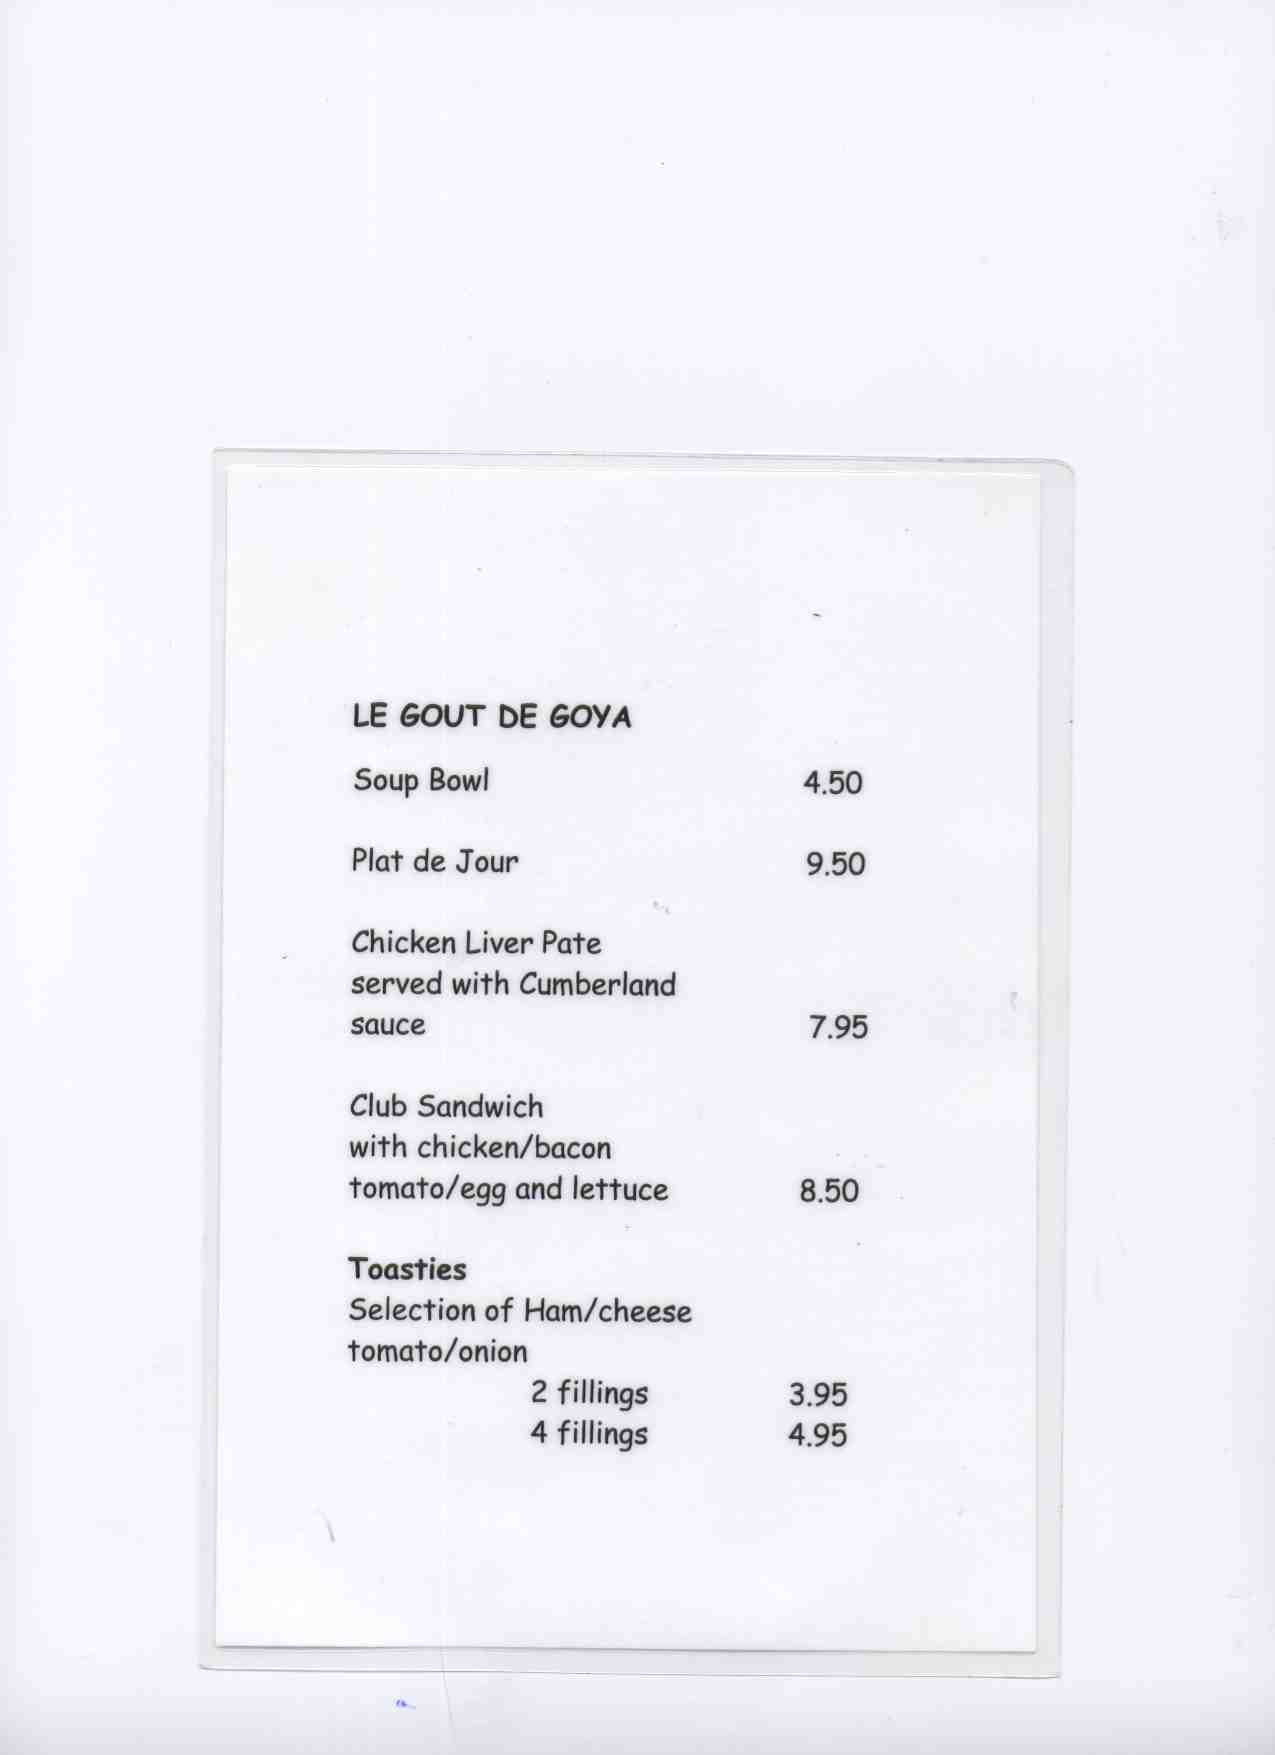 LE GOUT DE GOYA
Soup Bowl 4.50
Plat de Jour 9.50
Chicken Liver Pate
served with Cumberland
sauce 7.95
Club Sandwich
with chicken/bacon
tomato/egg and lettuce 8.50
Toasties
Selection of Ham/cheese
tomato/onion
2 fillings 3.95
4 fillings 4.95